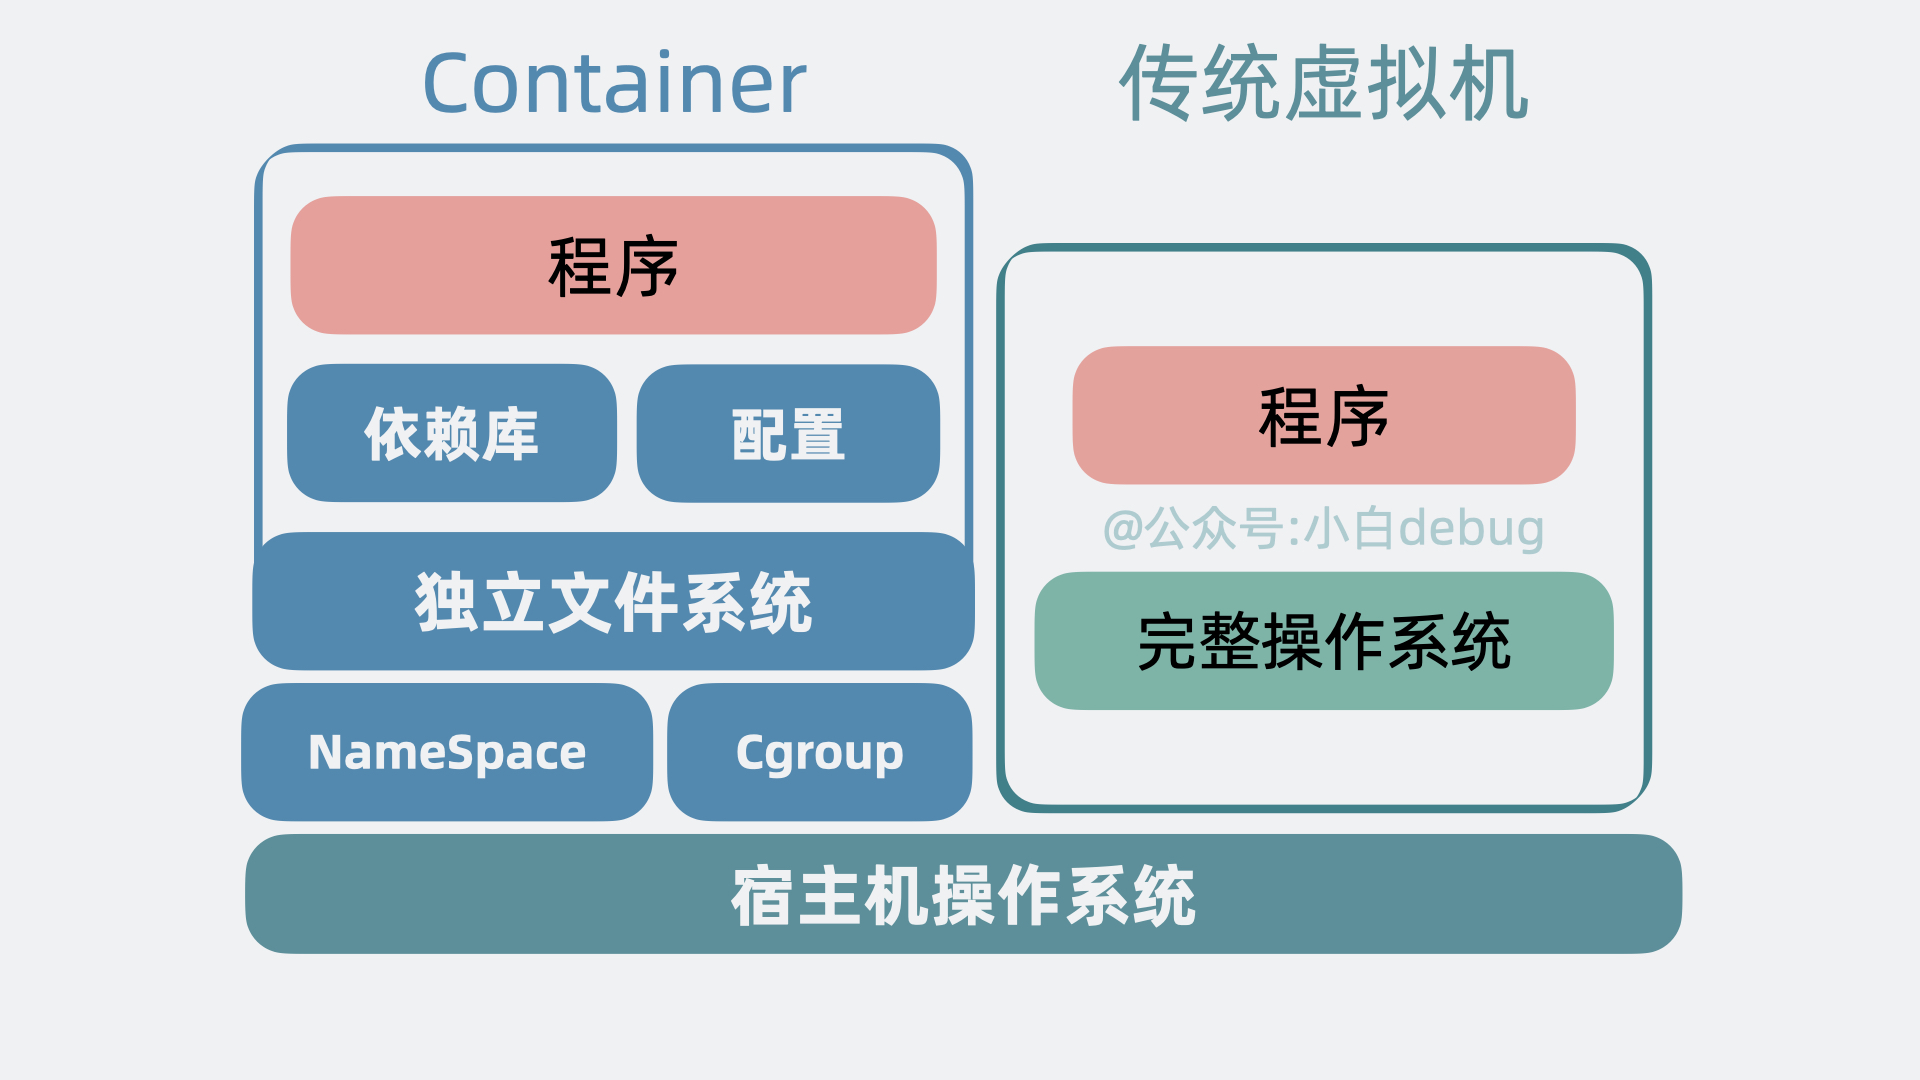 Container
程序
依赖库
配置
独立文件系统
NameSpace
Cgroup
传统虚拟机
程序
@公众号:小白debug
完整操作系统
宿主机操作系统